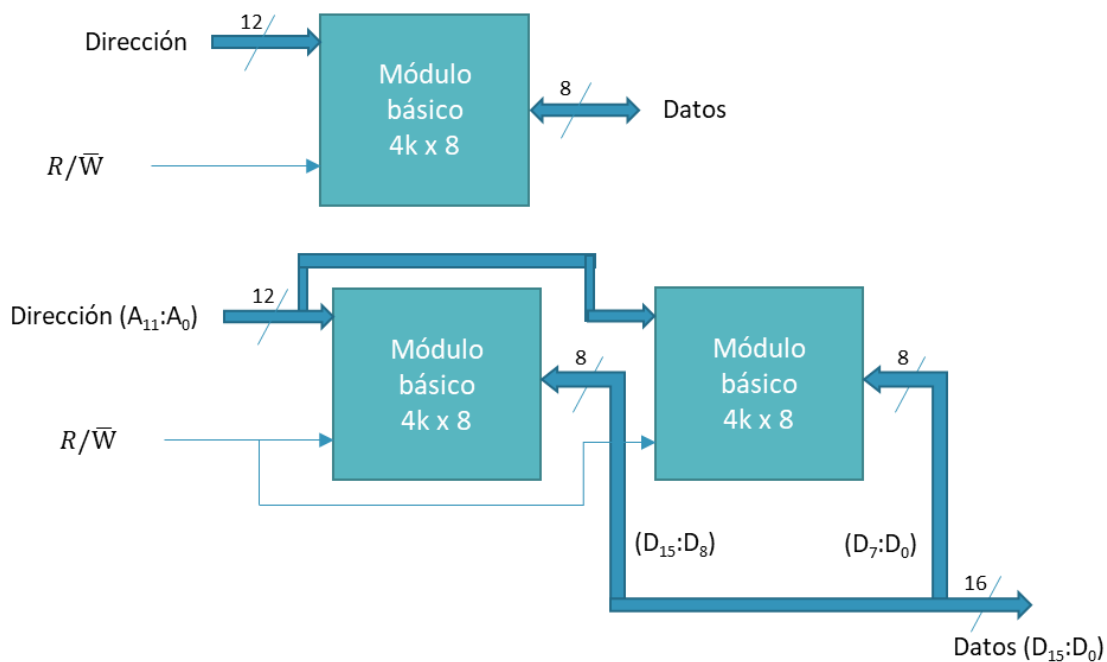 12
Dirección
Módulo
básico
4k x 8
8
Datos
R/W̅
12
Dirección (A₁₁:A₀)
Módulo
básico
4k x 8
8
Módulo
básico
4k x 8
8
R/W̅
(D₁₅:D₈)
(D₇:D₀)
16
Datos (D₁₅:D₀)